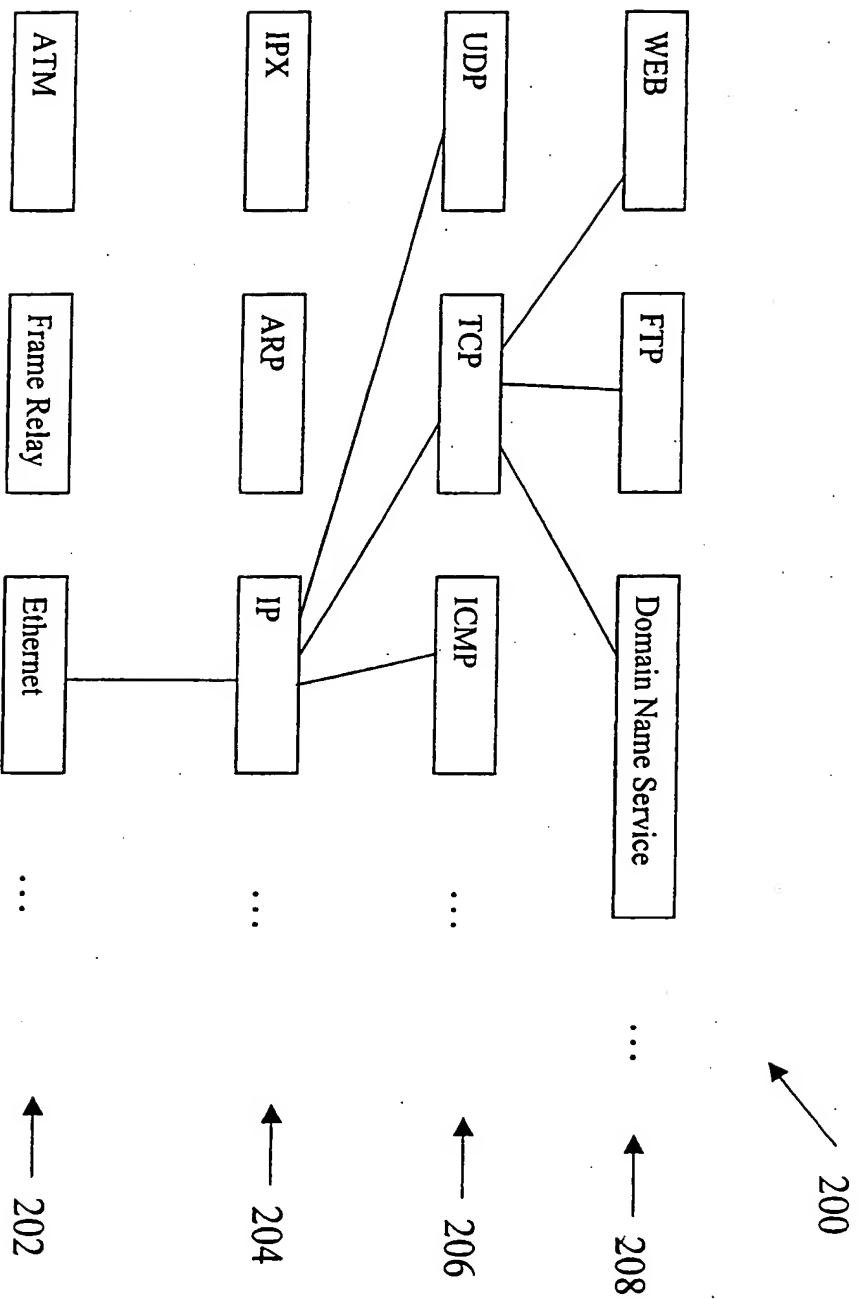 200
WEB FTP Domain Name Service ... 208
UDP TCP ICMP ... 206
IPX ARP IP ... 204
ATM Frame Relay Ethernet ... 202